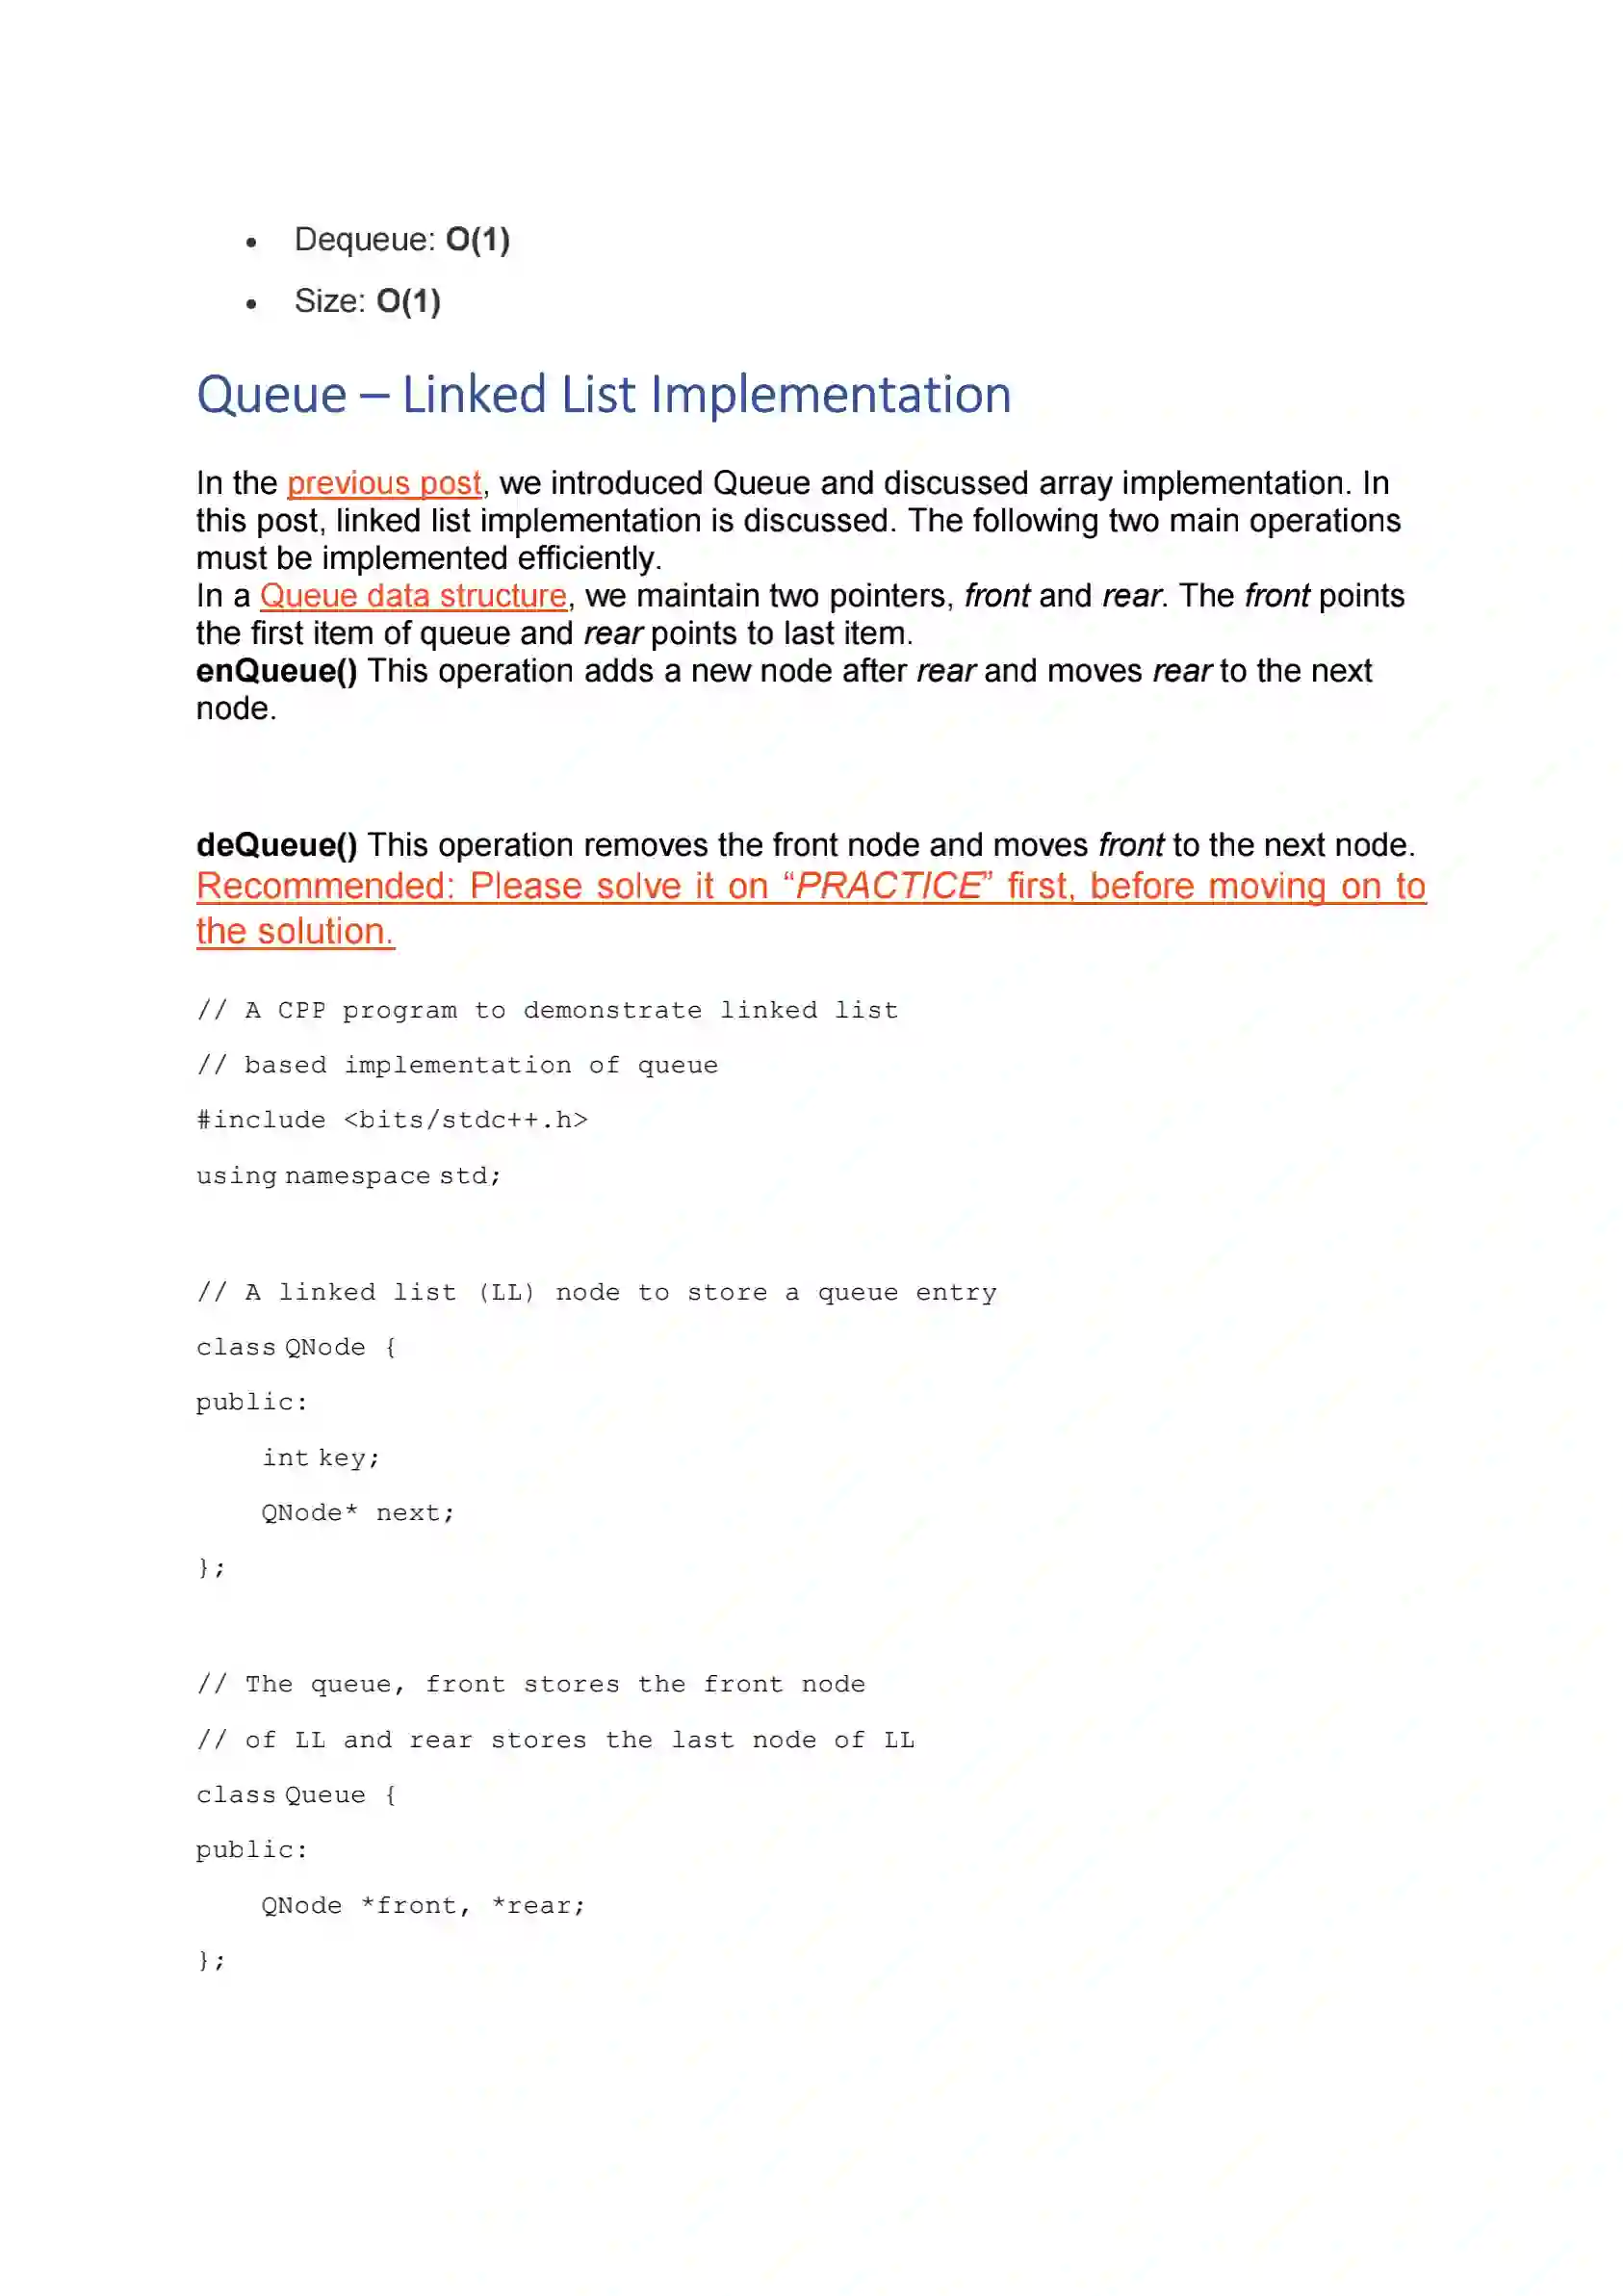 • Dequeue: O(1)
• Size: O(1)
Queue – Linked List Implementation
In the previous post, we introduced Queue and discussed array implementation. In
this post, linked list implementation is discussed. The following two main operations
must be implemented efficiently.
In a Queue data structure, we maintain two pointers, front and rear. The front points
the first item of queue and rear points to last item.
enQueue() This operation adds a new node after rear and moves rear to the next
node.
deQueue() This operation removes the front node and moves front to the next node.
Recommended: Please solve it on “PRACTICE” first, before moving on to
the solution.
// A CPP program to demonstrate linked list
// based implementation of queue
#include <bits/stdc++.h>
using namespace std;
// A linked list (LL) node to store a queue entry
class QNode {
public:
    int key;
    QNode* next;
};
// The queue, front stores the front node
// of LL and rear stores the last node of LL
class Queue {
public:
    QNode *front, *rear;
};